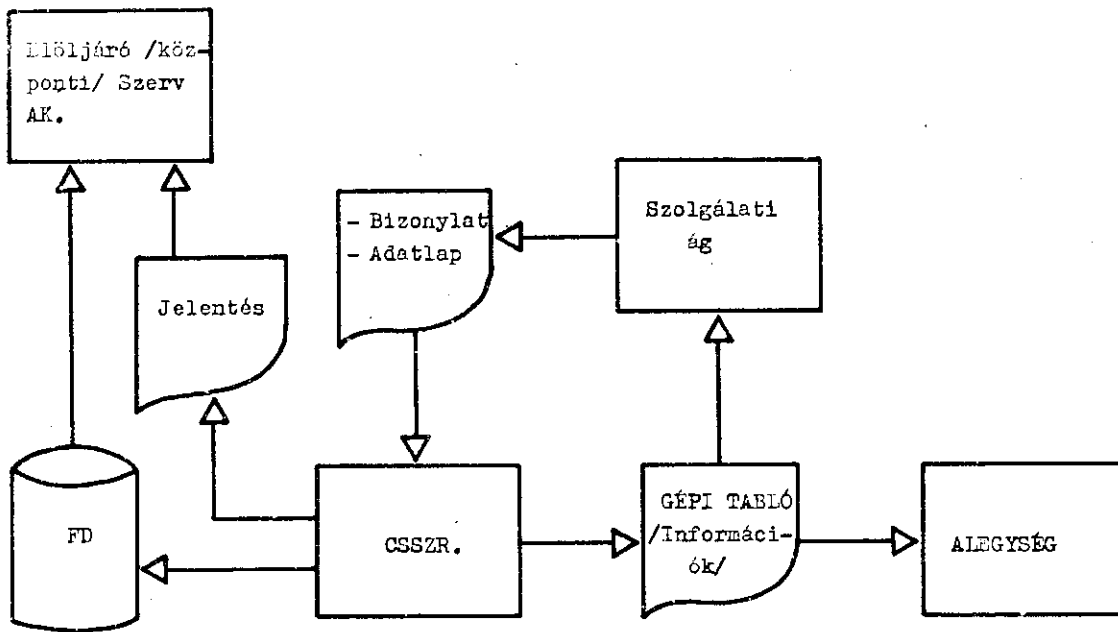 Elöljáró /köz-
ponti/ Szerv
AK.
- Bizonylat
- Adatlap
Szolgálati
ág
Jelentés
FD
CSSZR.
GÉPI TABLÓ
/Informáci-
ók/
ALEGYSÉG